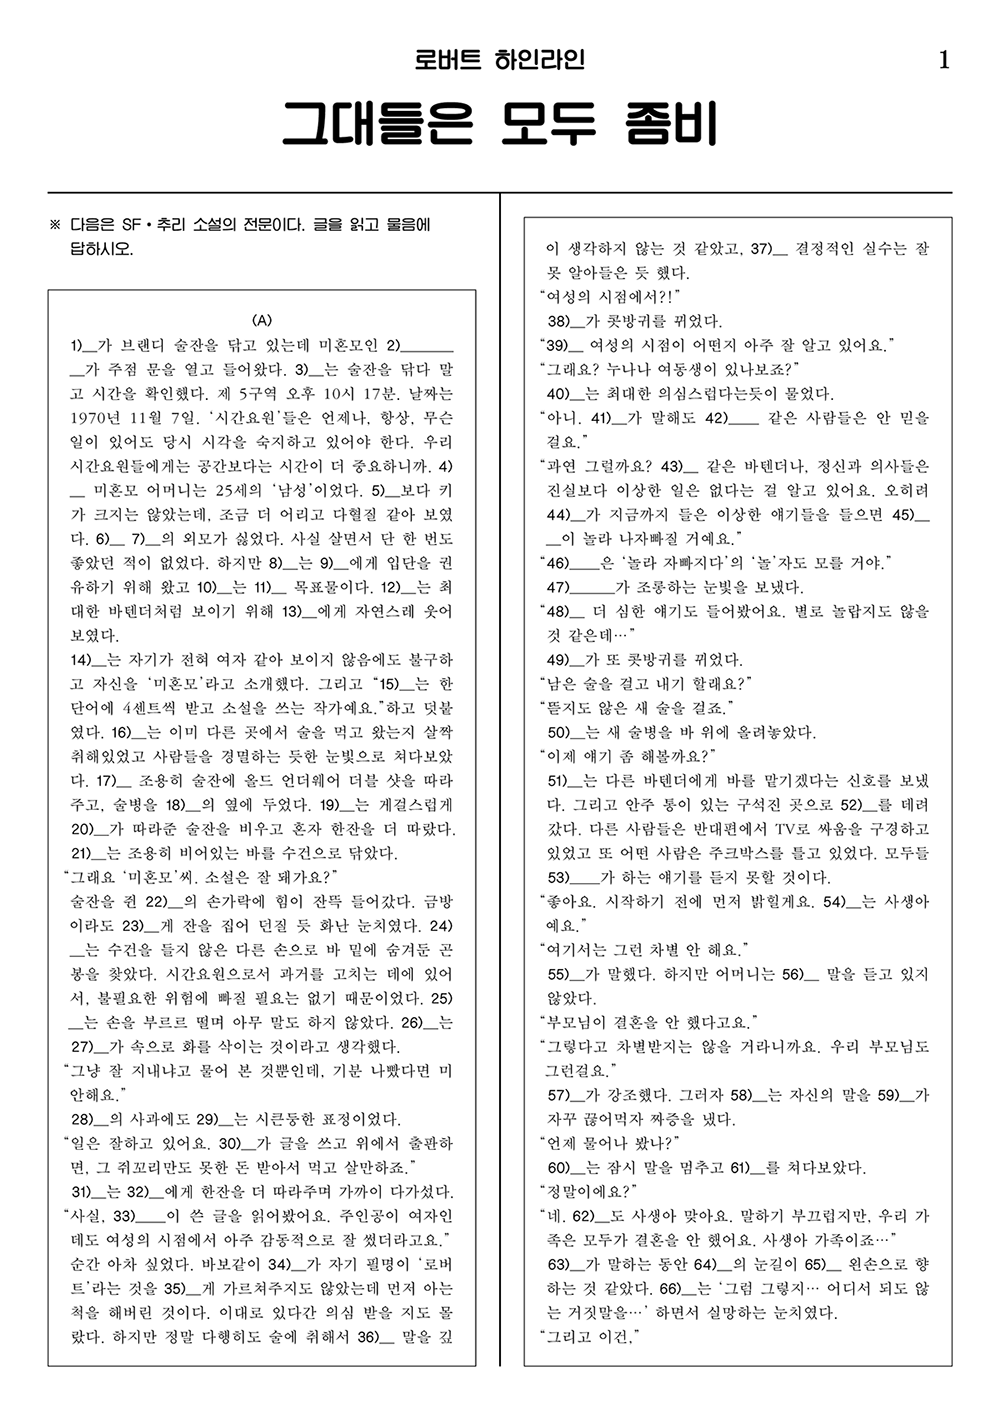 로버트 하인라인
1
그대들은 모두 좀비
※ 다음은 SF・추리 소설의 전문이다. 글을 읽고 물음에
답하시오.
(A)
1)__가 브랜디 술잔을 닦고 있는데 미혼모인 2)_______
__가 주점 문을 열고 들어왔다. 3)__는 술잔을 닦다 말
고 시간을 확인했다. 제 5구역 오후 10시 17분. 날짜는
1970년 11월 7일. ‘시간요원’들은 언제나, 항상, 무슨
일이 있어도 당시 시각을 숙지하고 있어야 한다. 우리
시간요원들에게는 공간보다는 시간이 더 중요하니까. 4)
__ 미혼모 어머니는 25세의 ‘남성’이었다. 5)__보다 키
가 크지는 않았는데, 조금 더 어리고 다혈질 같아 보였
다. 6)__ 7)__의 외모가 싫었다. 사실 살면서 단 한 번도
좋았던 적이 없었다. 하지만 8)__는 9)__에게 입단을 권
유하기 위해 왔고 10)__는 11)__ 목표물이다. 12)__는 최
대한 바텐더처럼 보이기 위해 13)__에게 자연스레 웃어
보였다.
14)__는 자기가 전혀 여자 같아 보이지 않음에도 불구하
고 자신을 ‘미혼모’라고 소개했다. 그리고 “15)__는 한
단어에 4센트씩 받고 소설을 쓰는 작가예요.”하고 덧붙
였다. 16)__는 이미 다른 곳에서 술을 먹고 왔는지 살짝
취해있었고 사람들을 경멸하는 듯한 눈빛으로 쳐다보았
다. 17)__ 조용히 술잔에 올드 언더웨어 더블 샷을 따라
주고, 술병을 18)__의 옆에 두었다. 19)__는 게걸스럽게
20)__가 따라준 술잔을 비우고 혼자 한잔을 더 따랐다.
21)__는 조용히 비어있는 바를 수건으로 닦았다.
“그래요 ‘미혼모’씨. 소설은 잘 돼가요?”
술잔을 쥔 22)__의 손가락에 힘이 잔뜩 들어갔다. 금방
이라도 23)__게 잔을 집어 던질 듯 화난 눈치였다. 24)
__는 수건을 들지 않은 다른 손으로 바 밑에 숨겨둔 곤
봉을 찾았다. 시간요원으로서 과거를 고치는 데에 있어
서, 불필요한 위험에 빠질 필요는 없기 때문이었다. 25)
__는 손을 부르르 떨며 아무 말도 하지 않았다. 26)__는
27)__가 속으로 화를 삭이는 것이라고 생각했다.
“그냥 잘 지내냐고 물어 본 것뿐인데, 기분 나빴다면 미
안해요.”
28)__의 사과에도 29)__는 시큰둥한 표정이었다.
“일은 잘하고 있어요. 30)__가 글을 쓰고 위에서 출판하
면, 그 쥐꼬리만도 못한 돈 받아서 먹고 살만하죠.”
31)__는 32)__에게 한잔을 더 따라주며 가까이 다가섰다.
“사실, 33)____이 쓴 글을 읽어봤어요. 주인공이 여자인
데도 여성의 시점에서 아주 감동적으로 잘 썼더라고요.”
순간 아차 싶었다. 바보같이 34)__가 자기 필명이 ‘로버
트’라는 것을 35)__게 가르쳐주지도 않았는데 먼저 아는
척을 해버린 것이다. 이대로 있다간 의심 받을 지도 몰
랐다. 하지만 정말 다행히도 술에 취해서 36)__ 말을 깊
이 생각하지 않는 것 같았고, 37)__ 결정적인 실수는 잘
못 알아들은 듯 했다.
“여성의 시점에서?!”
38)__가 콧방귀를 뀌었다.
“39)__ 여성의 시점이 어떤지 아주 잘 알고 있어요.”
“그래요? 누나나 여동생이 있나보죠?”
40)__는 최대한 의심스럽다는듯이 물었다.
“아니. 41)__가 말해도 42)____ 같은 사람들은 안 믿을
걸요.”
“과연 그럴까요? 43)__ 같은 바텐더나, 정신과 의사들은
진실보다 이상한 일은 없다는 걸 알고 있어요. 오히려
44)__가 지금까지 들은 이상한 얘기들을 들으면 45)__
__이 놀라 나자빠질 거예요.”
“46)____은 ‘놀라 자빠지다’의 ‘놀’자도 모를 거야.”
47)______가 조롱하는 눈빛을 보냈다.
“48)__ 더 심한 얘기도 들어봤어요. 별로 놀랍지도 않을
것 같은데…”
49)__가 또 콧방귀를 뀌었다.
“남은 술을 걸고 내기 할래요?”
“뜯지도 않은 새 술을 걸죠.”
50)__는 새 술병을 바 위에 올려놓았다.
“이제 얘기 좀 해볼까요?”
51)__는 다른 바텐더에게 바를 맡기겠다는 신호를 보냈
다. 그리고 안주 통이 있는 구석진 곳으로 52)__를 데려
갔다. 다른 사람들은 반대편에서 TV로 싸움을 구경하고
있었고 또 어떤 사람은 주크박스를 틀고 있었다. 모두들
53)____가 하는 얘기를 듣지 못할 것이다.
“좋아요. 시작하기 전에 먼저 밝힐게요. 54)__는 사생아
예요.”
“여기서는 그런 차별 안 해요.”
55)__가 말했다. 하지만 어머니는 56)__ 말을 듣고 있지
않았다.
“부모님이 결혼을 안 했다고요.”
“그렇다고 차별받지는 않을 거라니까요. 우리 부모님도
그런걸요.”
57)__가 강조했다. 그러자 58)__는 자신의 말을 59)__가
자꾸 끊어먹자 짜증을 냈다.
“언제 물어나 봤나?”
60)__는 잠시 말을 멈추고 61)__를 쳐다보았다.
“정말이에요?”
“네. 62)__도 사생아 맞아요. 말하기 부끄럽지만, 우리 가
족은 모두가 결혼을 안 했어요. 사생아 가족이죠…”
63)__가 말하는 동안 64)__의 눈길이 65)__ 왼손으로 향
하는 것 같았다. 66)__는 ‘그럼 그렇지… 어디서 되도 않
는 거짓말을…’ 하면서 실망하는 눈치였다.
“그리고 이건,”